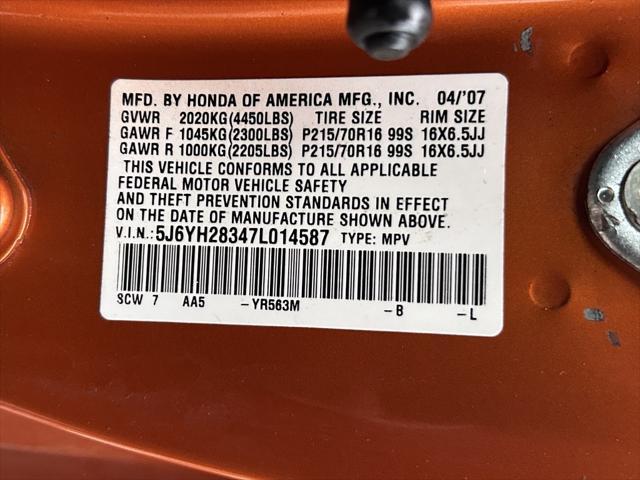 MFD. BY HONDA OF AMERICA MFG., INC. 04/'07
GVWR 2020KG(4450LBS) TIRE SIZE RIM SIZE
GAWR F 1045KG(2300LBS) P215/70R16 99S 16X6.5JJ
GAWR R 1000KG(2205LBS) P215/70R16 99S 16X6.5JJ
THIS VEHICLE CONFORMS TO ALL APPLICABLE
FEDERAL MOTOR VEHICLE SAFETY
AND THEFT PREVENTION STANDARDS IN EFFECT
ON THE DATE OF MANUFACTURE SHOWN ABOVE.
V.I.N.: 5J6YH28347L014587 TYPE: MPV
SCW 7 AA5 -YR563M -B -L